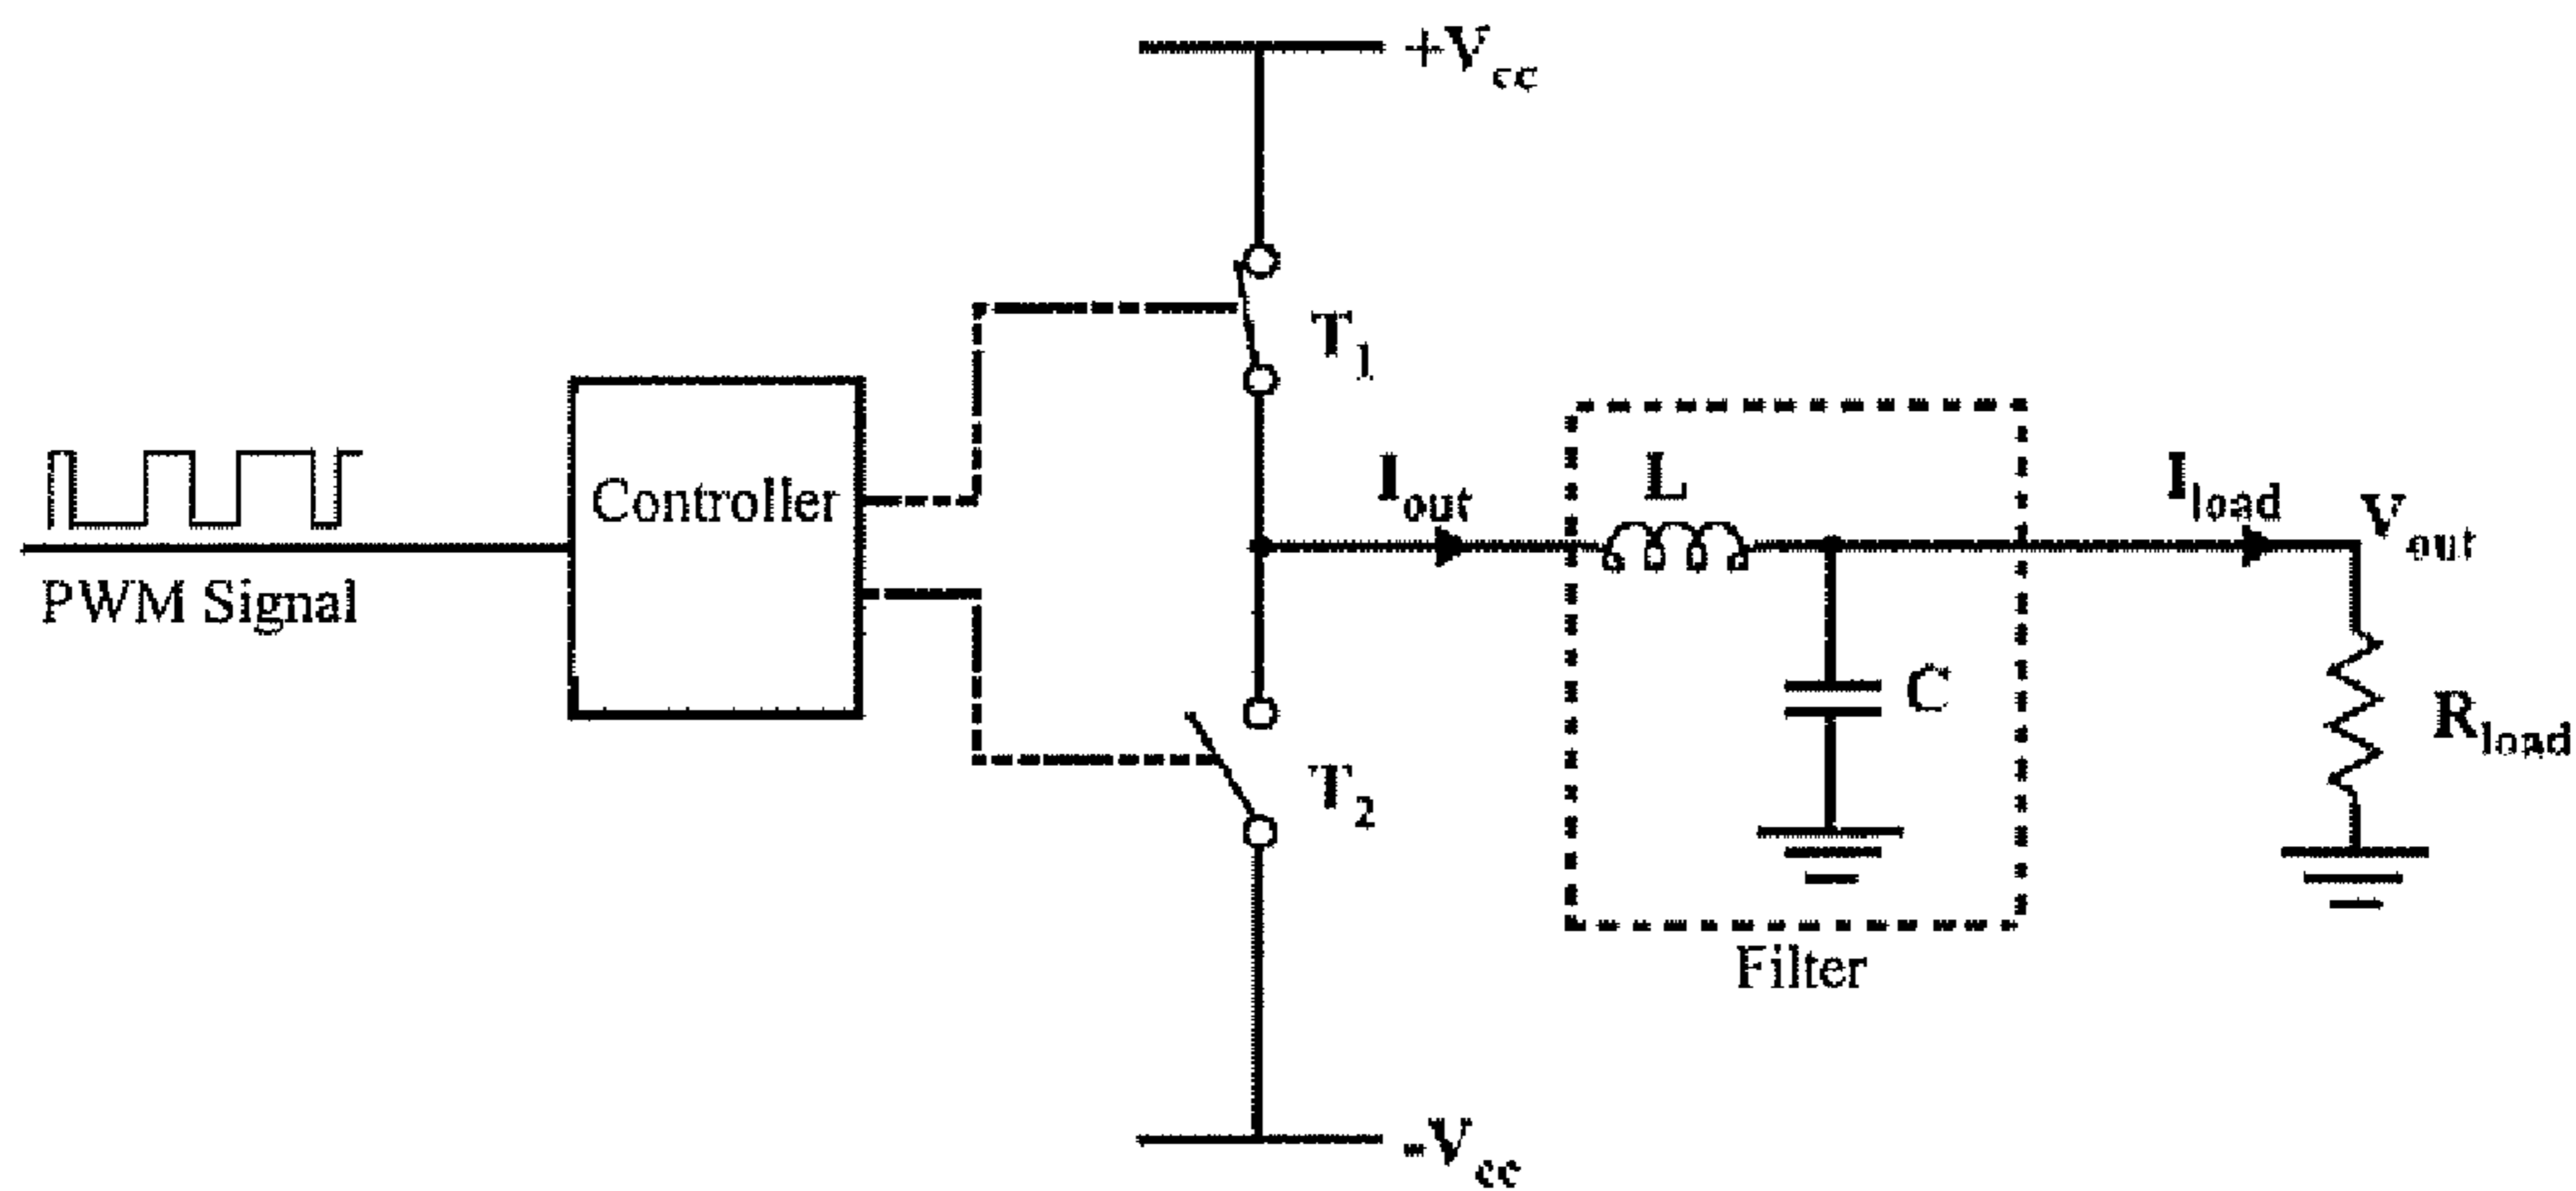 +Vcc
T1
Controller
PWM Signal
Iout
L
Iload
Vout
C
Rload
T2
Filter
-Vcc